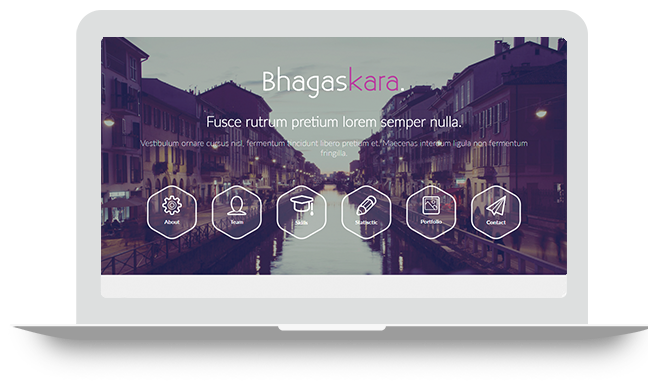 Bhagaskara.
Fusce rutrum pretium lorem semper nulla.
Vestibulum ornare cursus nisl, fermentum tincidunt libero pretium et. Maecenas interdum ligula non fermentum
fringilla.
About Team Skills Statisctic Portfolio Contact